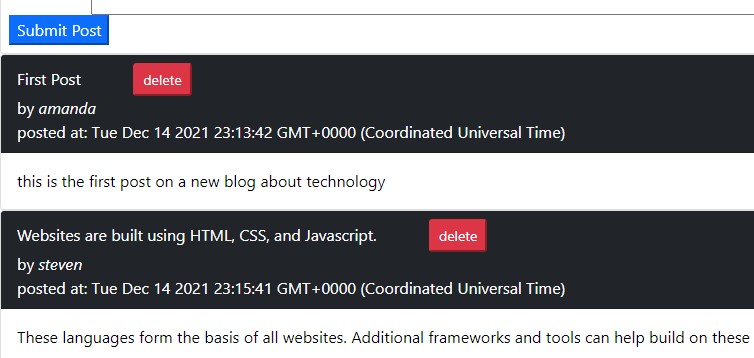 Submit Post
First Post delete
by amanda
posted at: Tue Dec 14 2021 23:13:42 GMT+0000 (Coordinated Universal Time)
this is the first post on a new blog about technology
Websites are built using HTML, CSS, and Javascript. delete
by steven
posted at: Tue Dec 14 2021 23:15:41 GMT+0000 (Coordinated Universal Time)
These languages form the basis of all websites. Additional frameworks and tools can help build on these